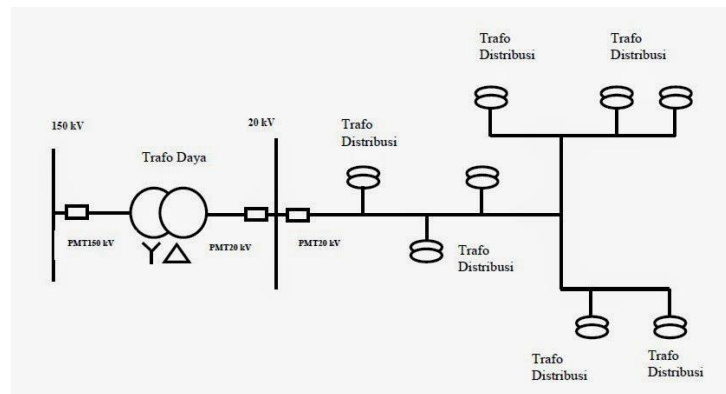 Trafo
Distribusi
Trafo
Distribusi
150 kV
20 kV
Trafo
Distribusi
Trafo Daya
PMT150 kV
PMT20 kV
PMT20 kV
Trafo
Distribusi
Trafo
Distribusi
Trafo
Distribusi